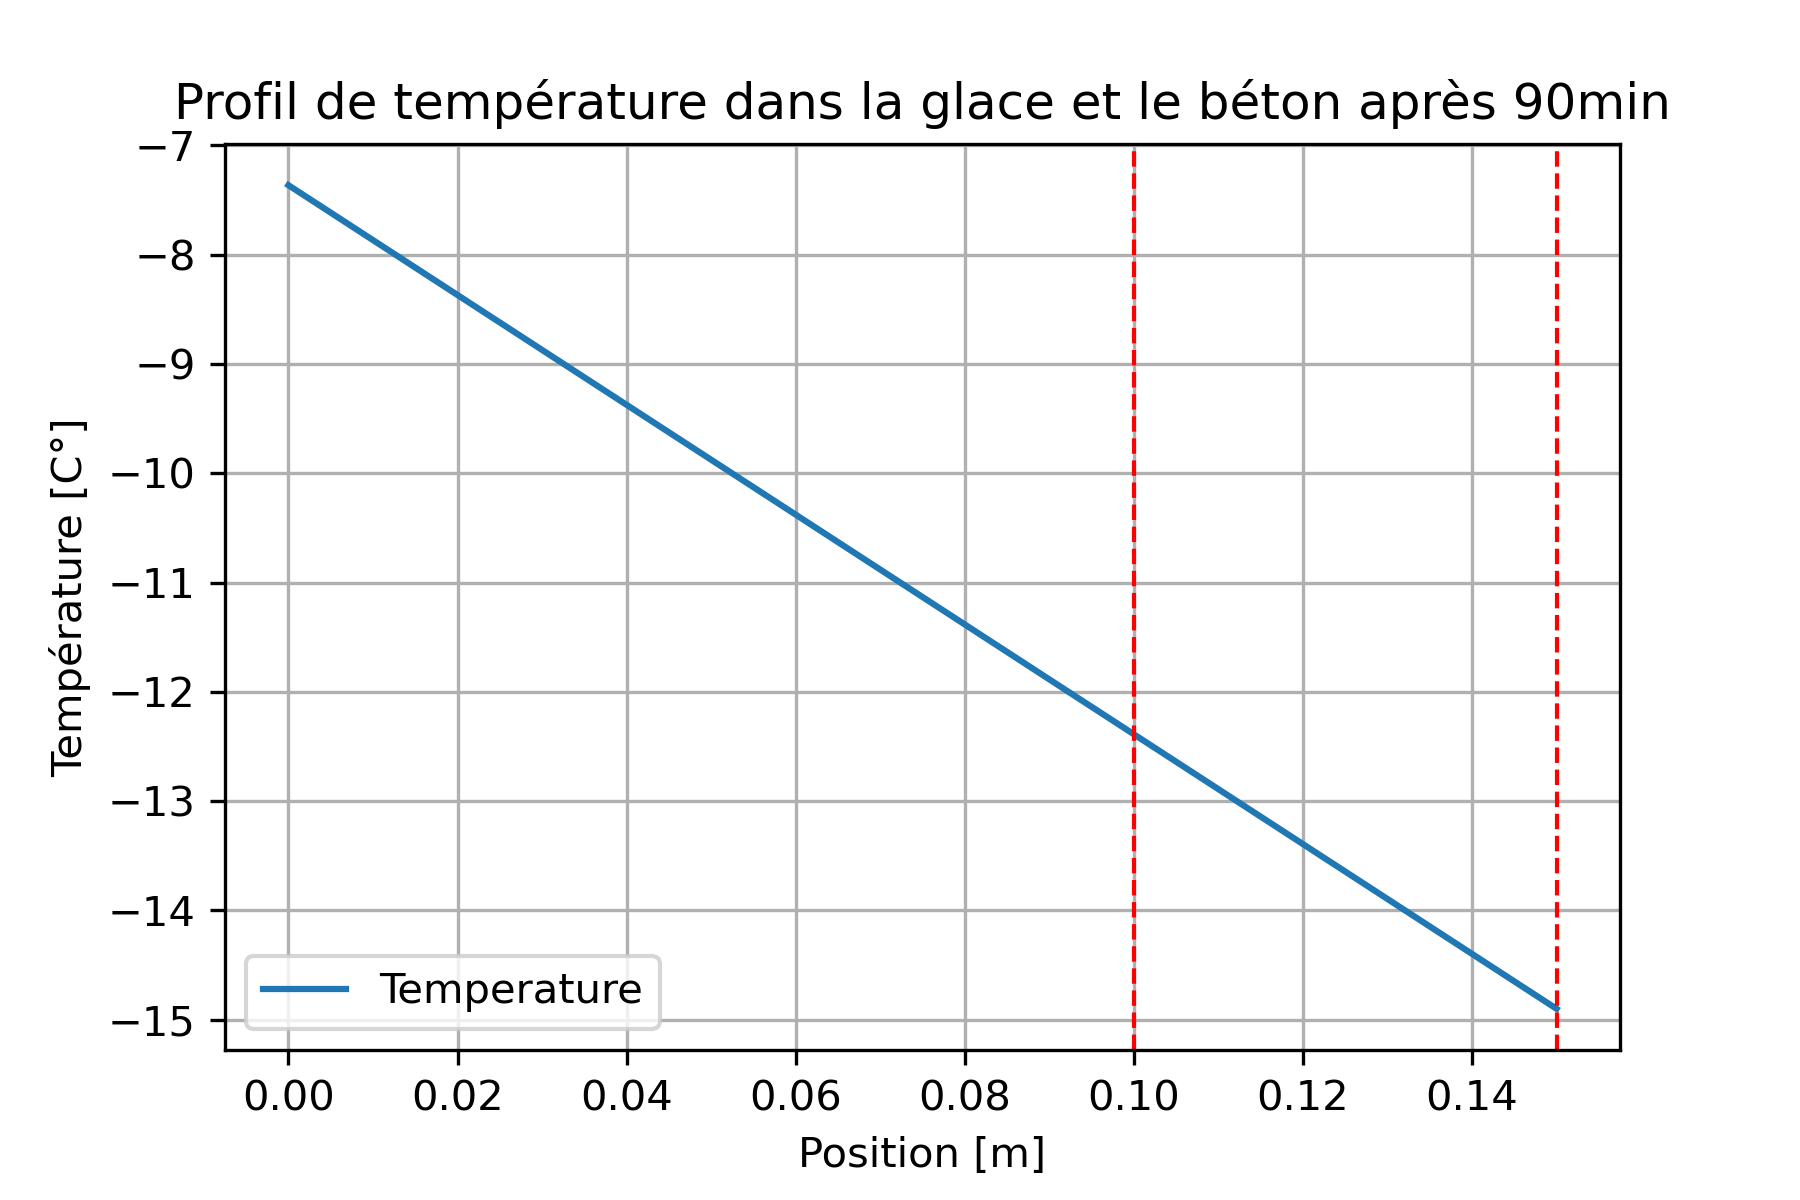 Profil de température dans la glace et le béton après 90min
−7
−8
−9
−10
−11
−12
−13
−14
−15
Température [C°]
Temperature
0.00 0.02 0.04 0.06 0.08 0.10 0.12 0.14
Position [m]